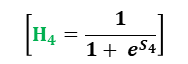 [H₄ = 1 / (1 + e^S₄)]